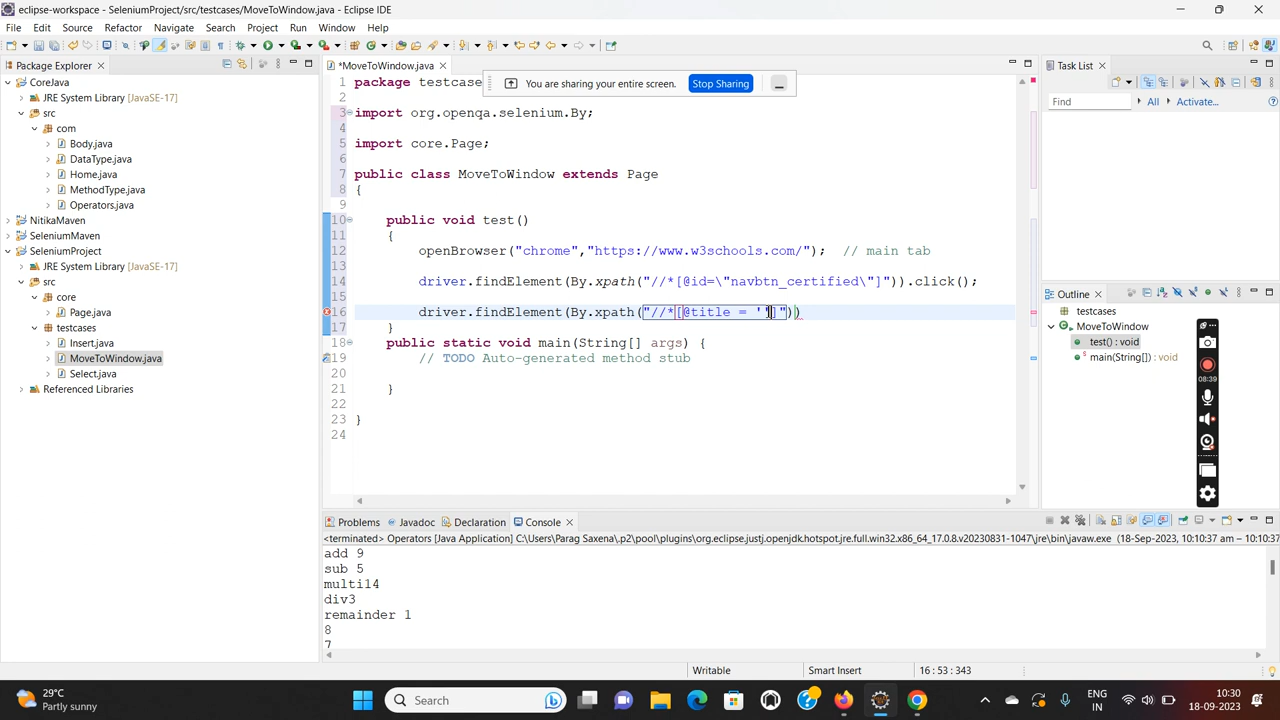 eclipse-workspace - SeleniumProject/src/testcases/MoveToWindow.java - Eclipse IDE
File Edit Source Refactor Navigate Search Project Run Window Help
Package Explorer
*MoveToWindow.java
Task List
CoreJava
JRE System Library [JavaSE-17]
src
com
Body.java
DataType.java
Home.java
MethodType.java
Operators.java
NitikaMaven
SeleniumMaven
SeleniumProject
JRE System Library [JavaSE-17]
src
core
Page.java
testcases
Insert.java
MoveToWindow.java
Select.java
Referenced Libraries
You are sharing your entire screen. Stop Sharing
1 package testcase
2
3 import org.openqa.selenium.By;
4
5 import core.Page;
6
7 public class MoveToWindow extends Page
8 {
9
10 public void test()
11 {
12 openBrowser("chrome","https://www.w3schools.com/"); // main tab
13
14 driver.findElement(By.xpath("//*[@id=\"navbtn_certified\"]")).click();
15
16 driver.findElement(By.xpath("//*[@title = '']"))
17 }
18 public static void main(String[] args) {
19 // TODO Auto-generated method stub
20
21 }
22
23 }
24
Find All Activate...
Outline
testcases
MoveToWindow
test() : void
main(String[]) : void
08:39
Problems Javadoc Declaration Console
<terminated> Operators [Java Application] C:\Users\Parag Saxena\.p2\pool\plugins\org.eclipse.justj.openjdk.hotspot.jre.full.win32.x86_64_17.0.8.v20230831-1047\jre\bin\javaw.exe (18-Sep-2023, 10:10:37 am – 10:10:3
add 9
sub 5
multi14
div3
remainder 1
8
7
Writable Smart Insert 16 : 53 : 343
29°C
Partly sunny
Search
ENG
IN
10:30
18-09-2023